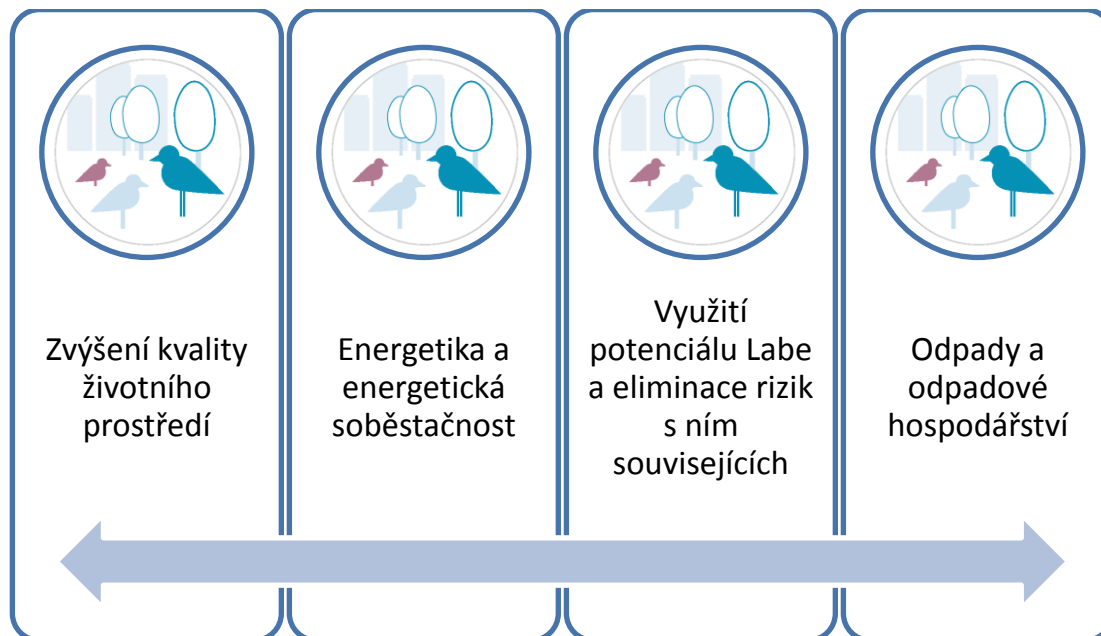 Zvýšení kvality
životního
prostředí
Energetika a
energetická
soběstačnost
Využití
potenciálu Labe
a eliminace rizik
s ním
souvisejících
Odpady a
odpadové
hospodářství